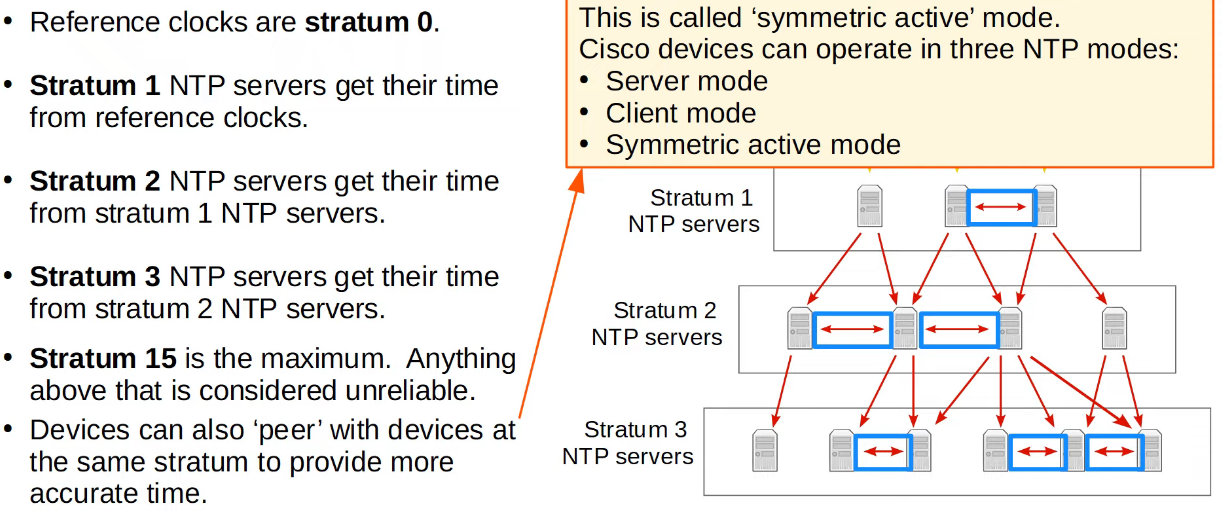 • Reference clocks are stratum 0.
• Stratum 1 NTP servers get their time
from reference clocks.
• Stratum 2 NTP servers get their time
from stratum 1 NTP servers.
• Stratum 3 NTP servers get their time
from stratum 2 NTP servers.
• Stratum 15 is the maximum.  Anything
above that is considered unreliable.
• Devices can also ‘peer’ with devices at
the same stratum to provide more
accurate time.
This is called ‘symmetric active’ mode.
Cisco devices can operate in three NTP modes:
• Server mode
• Client mode
• Symmetric active mode
Stratum 1
NTP servers
Stratum 2
NTP servers
Stratum 3
NTP servers